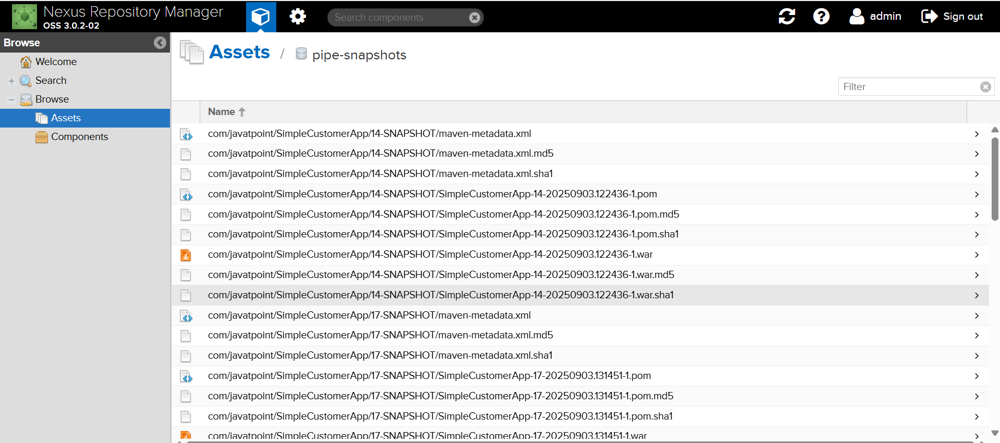 Nexus Repository Manager
OSS 3.0.2-02
Search components
admin
Sign out
Browse
Welcome
Search
Browse
Assets
Components
Assets / pipe-snapshots
Filter
Name
com/javatpoint/SimpleCustomerApp/14-SNAPSHOT/maven-metadata.xml
com/javatpoint/SimpleCustomerApp/14-SNAPSHOT/maven-metadata.xml.md5
com/javatpoint/SimpleCustomerApp/14-SNAPSHOT/maven-metadata.xml.sha1
com/javatpoint/SimpleCustomerApp/14-SNAPSHOT/SimpleCustomerApp-14-20250903.122436-1.pom
com/javatpoint/SimpleCustomerApp/14-SNAPSHOT/SimpleCustomerApp-14-20250903.122436-1.pom.md5
com/javatpoint/SimpleCustomerApp/14-SNAPSHOT/SimpleCustomerApp-14-20250903.122436-1.pom.sha1
com/javatpoint/SimpleCustomerApp/14-SNAPSHOT/SimpleCustomerApp-14-20250903.122436-1.war
com/javatpoint/SimpleCustomerApp/14-SNAPSHOT/SimpleCustomerApp-14-20250903.122436-1.war.md5
com/javatpoint/SimpleCustomerApp/14-SNAPSHOT/SimpleCustomerApp-14-20250903.122436-1.war.sha1
com/javatpoint/SimpleCustomerApp/17-SNAPSHOT/maven-metadata.xml
com/javatpoint/SimpleCustomerApp/17-SNAPSHOT/maven-metadata.xml.md5
com/javatpoint/SimpleCustomerApp/17-SNAPSHOT/maven-metadata.xml.sha1
com/javatpoint/SimpleCustomerApp/17-SNAPSHOT/SimpleCustomerApp-17-20250903.131451-1.pom
com/javatpoint/SimpleCustomerApp/17-SNAPSHOT/SimpleCustomerApp-17-20250903.131451-1.pom.md5
com/javatpoint/SimpleCustomerApp/17-SNAPSHOT/SimpleCustomerApp-17-20250903.131451-1.pom.sha1
com/javatpoint/SimpleCustomerApp/17-SNAPSHOT/SimpleCustomerApp-17-20250903.131451-1.war